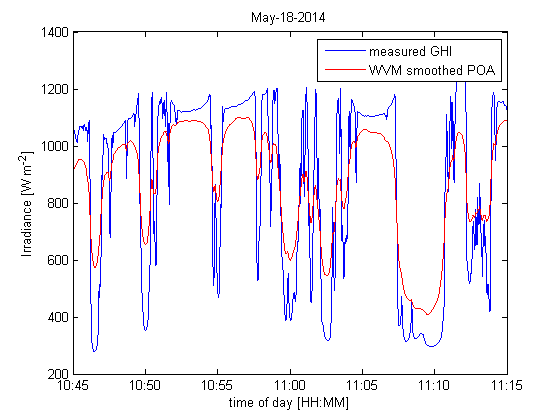 May-18-2014
1400
1200
1000
800
600
400
200
Irradiance [W m-2]
measured GHI
WVM smoothed POA
10:45 10:50 10:55 11:00 11:05 11:10 11:15
time of day [HH:MM]